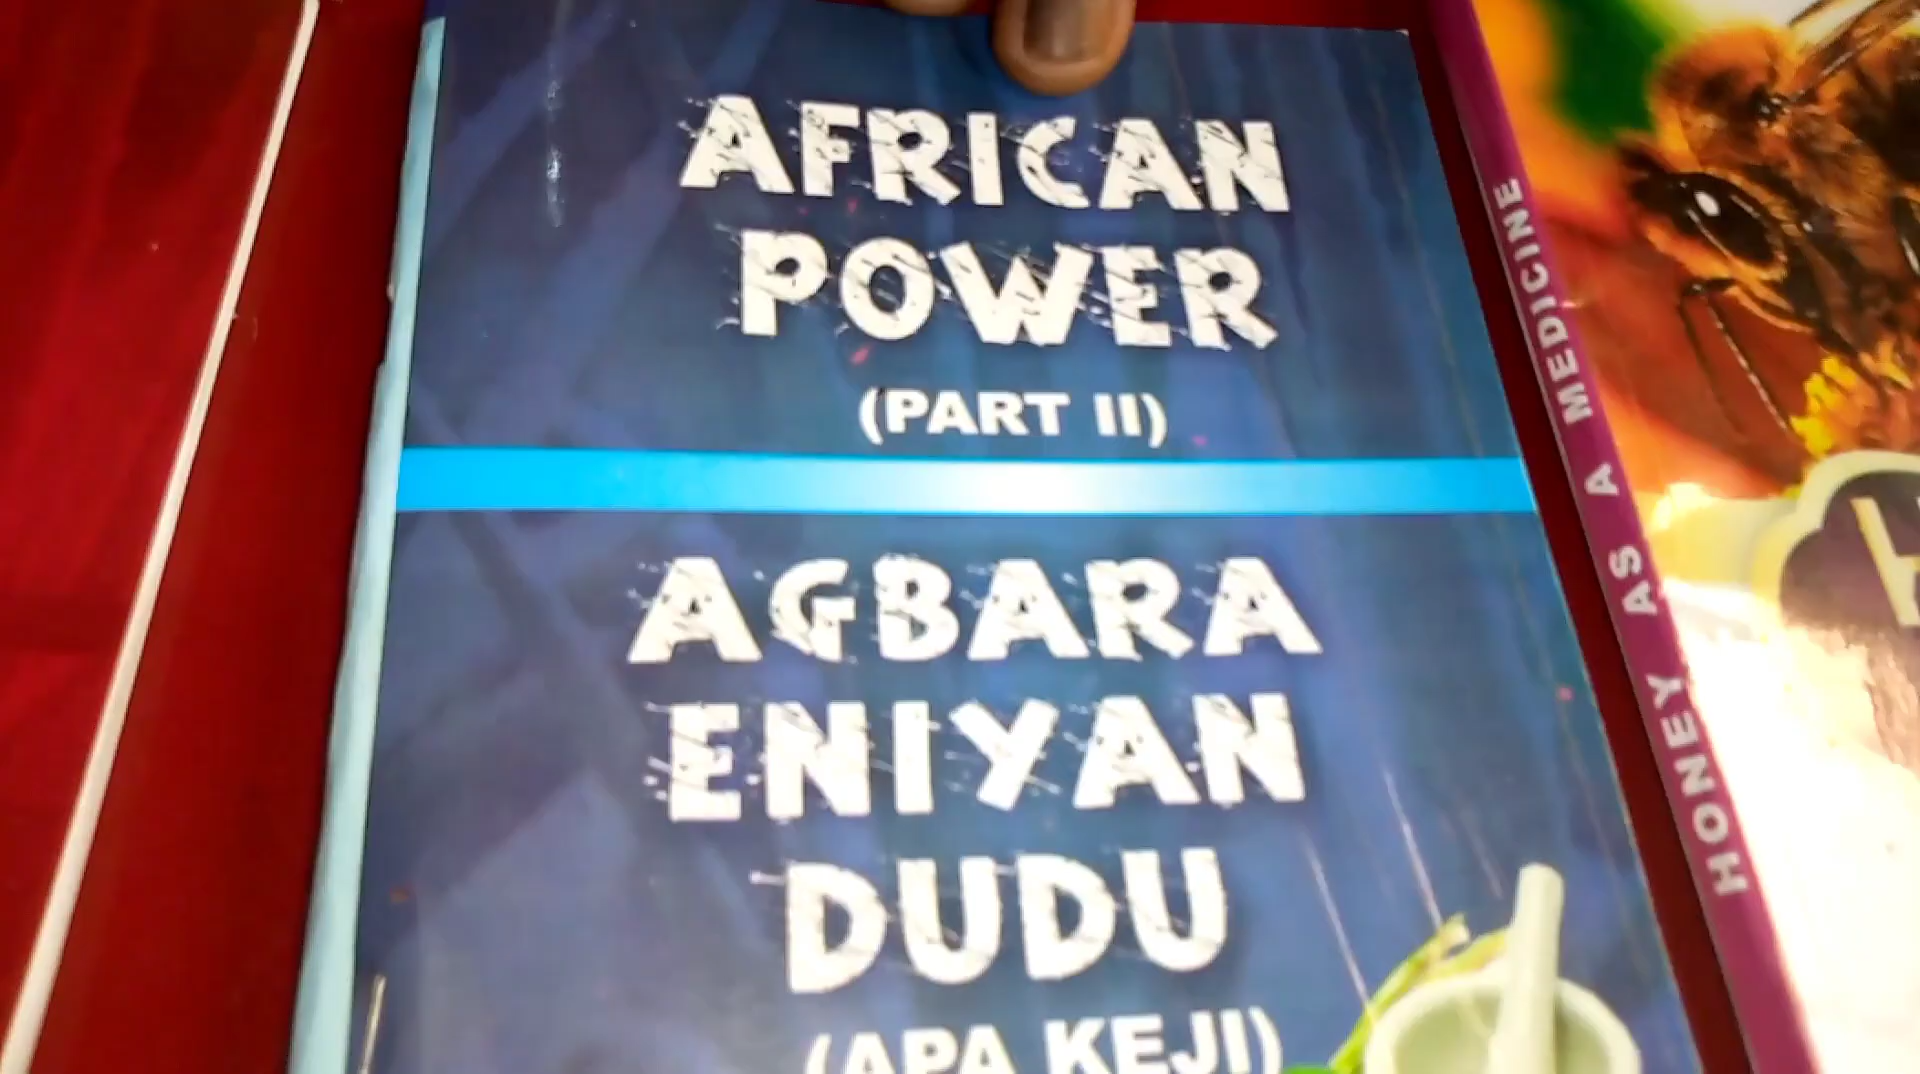 AFRICAN
POWER
(PART II)
AGBARA
ENIYAN
DUDU
(APA KEJI)
HONEY AS A MEDICINE